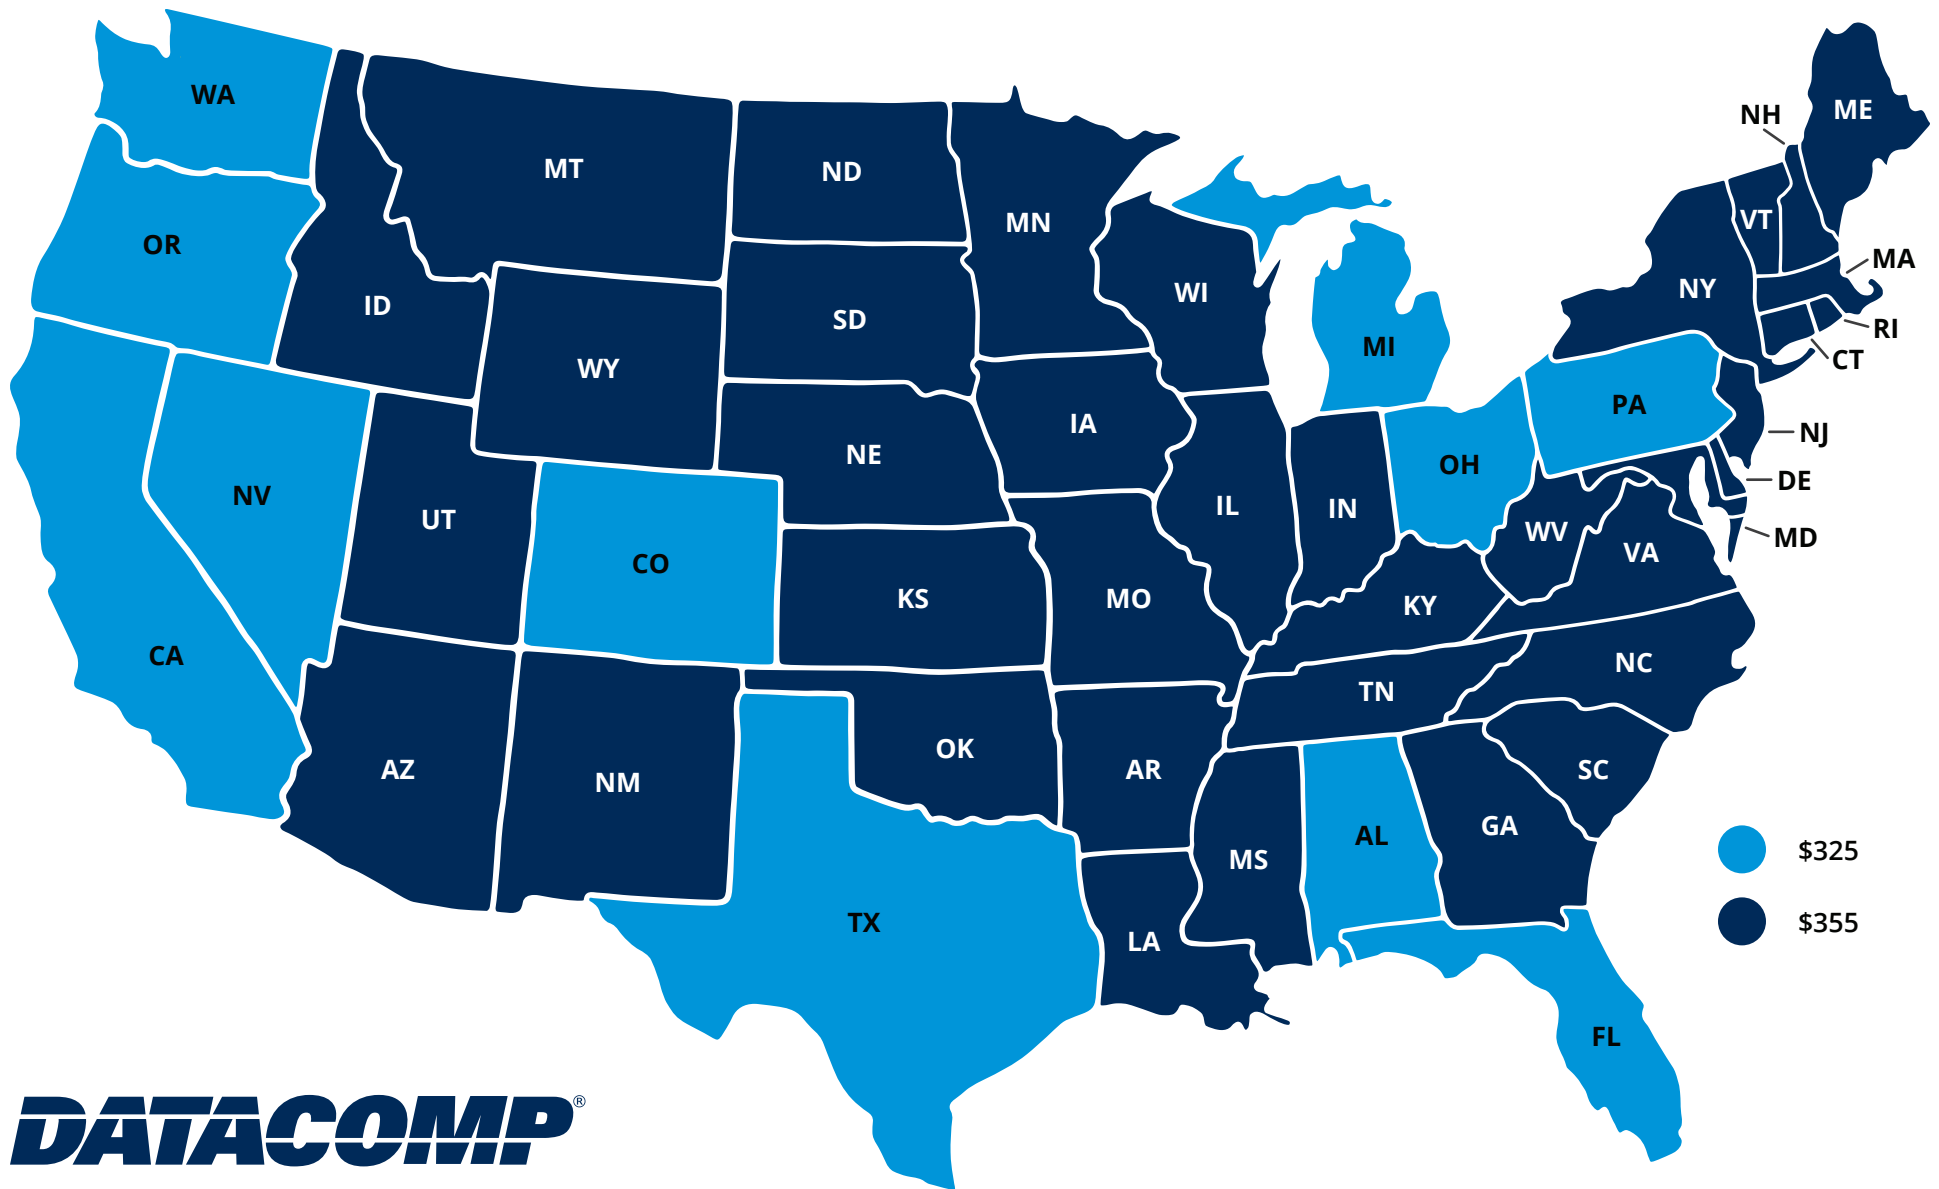 WA
OR
CA
NV
ID
MT
WY
UT
CO
AZ
NM
ND
SD
NE
KS
OK
TX
MN
IA
MO
AR
LA
WI
IL
MI
IN
OH
KY
TN
MS
AL
GA
FL
SC
NC
VA
WV
PA
NY
VT
NH
ME
MA
RI
CT
NJ
DE
MD
$325
$355
DATACOMP®